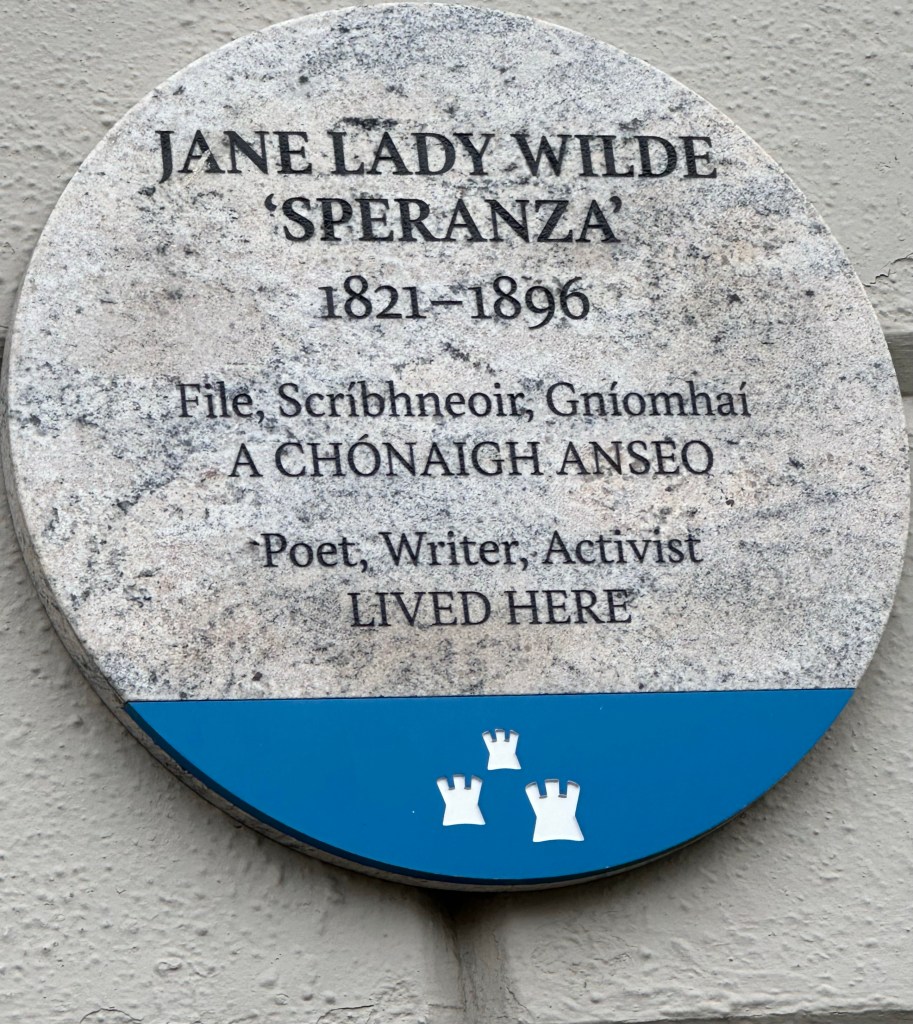 JANE LADY WILDE
‘SPERANZA’
1821–1896
File, Scríbhneoir, Gníomhaí
A CHÓNAIGH ANSEO
Poet, Writer, Activist
LIVED HERE